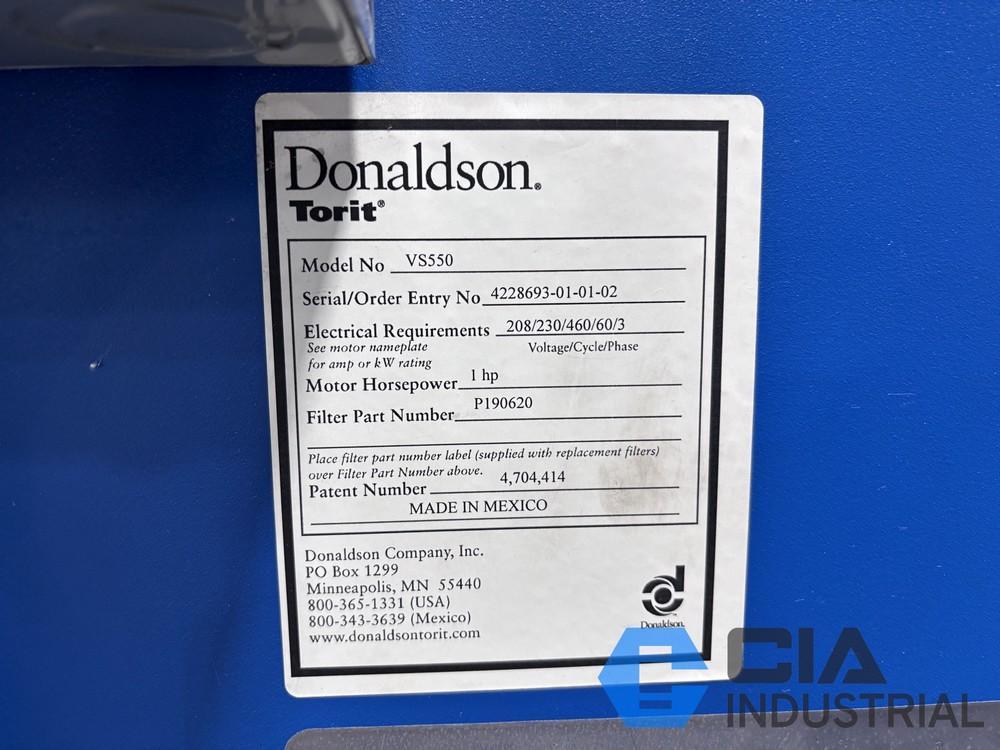 Donaldson.
Torit®
Model No VS550
Serial/Order Entry No 4228693-01-01-02
Electrical Requirements 208/230/460/60/3
See motor nameplate Voltage/Cycle/Phase
for amp or kW rating
Motor Horsepower 1 hp
Filter Part Number P190620
Place filter part number label (supplied with replacement filters)
over Filter Part Number above.
Patent Number 4,704,414
MADE IN MEXICO
Donaldson Company, Inc.
PO Box 1299
Minneapolis, MN 55440
800-365-1331 (USA)
800-343-3639 (Mexico)
www.donaldsontorit.com
Donaldson.
CIA
INDUSTRIAL